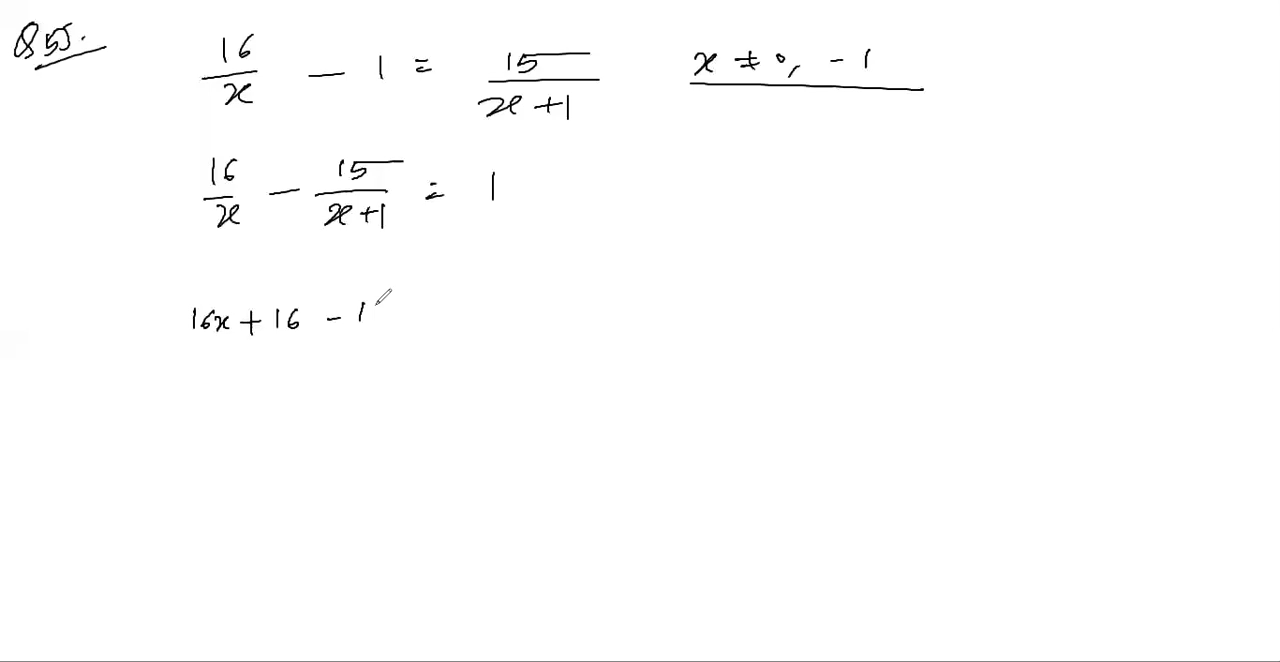 Q55. 16/x - 1 = 15/(x+1) x ≠ 0, -1
16/x - 15/(x+1) = 1
16x + 16 - 1